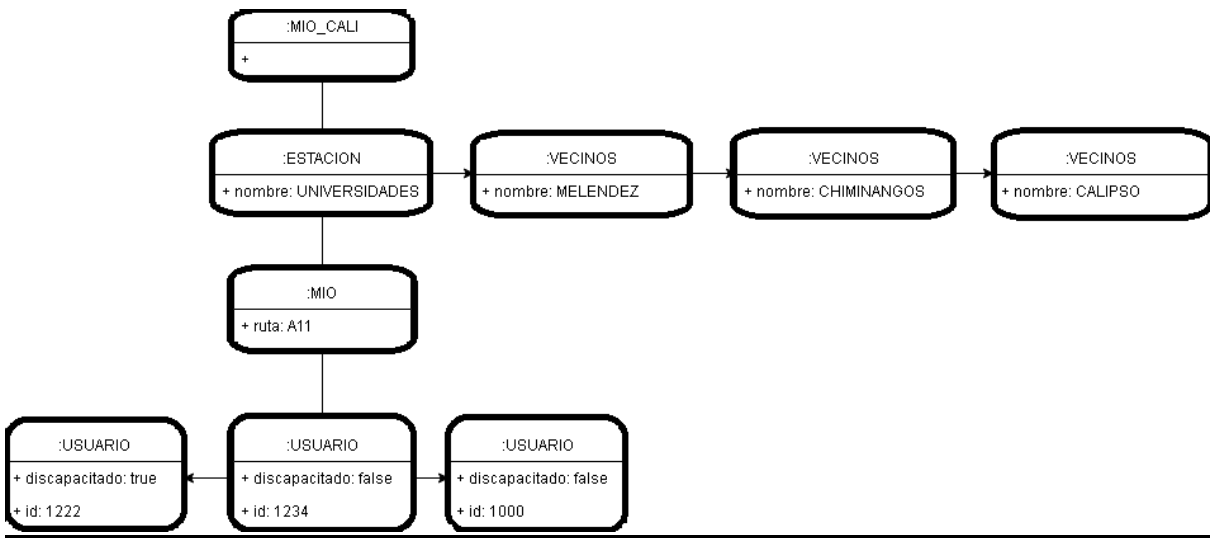 :MIO_CALI
+
:ESTACION
+ nombre: UNIVERSIDADES
:VECINOS
+ nombre: MELENDEZ
:VECINOS
+ nombre: CHIMINANGOS
:VECINOS
+ nombre: CALIPSO
:MIO
+ ruta: A11
:USUARIO
+ discapacitado: true
+ id: 1222
:USUARIO
+ discapacitado: false
+ id: 1234
:USUARIO
+ discapacitado: false
+ id: 1000